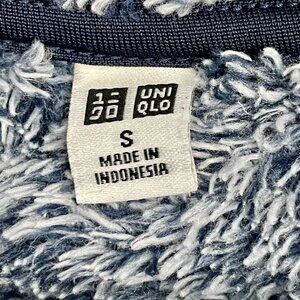 ユニ UNI
クロ QLO
S
MADE IN
INDONESIA